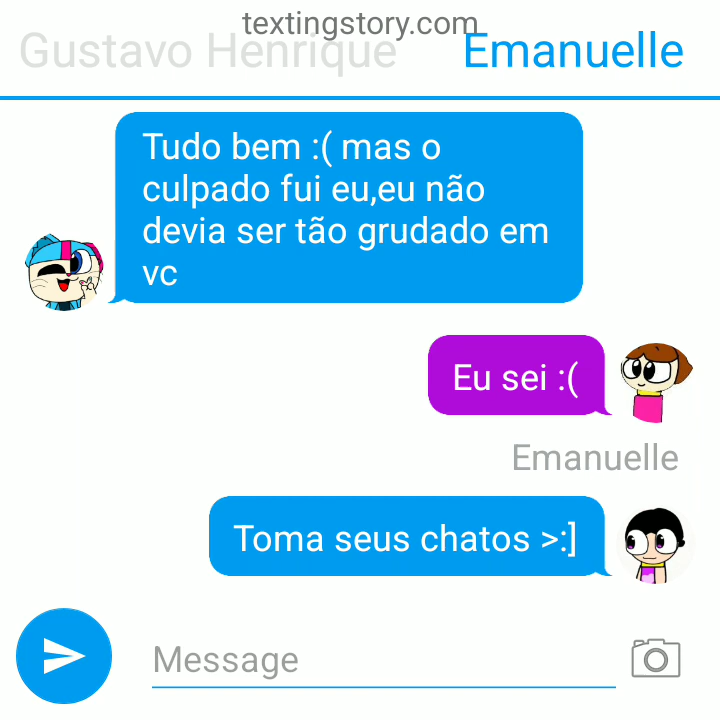 textingstory.com
Gustavo Henrique Emanuelle
Tudo bem :( mas o
culpado fui eu,eu não
devia ser tão grudado em
vc
Eu sei :(
Emanuelle
Toma seus chatos >:]
Message